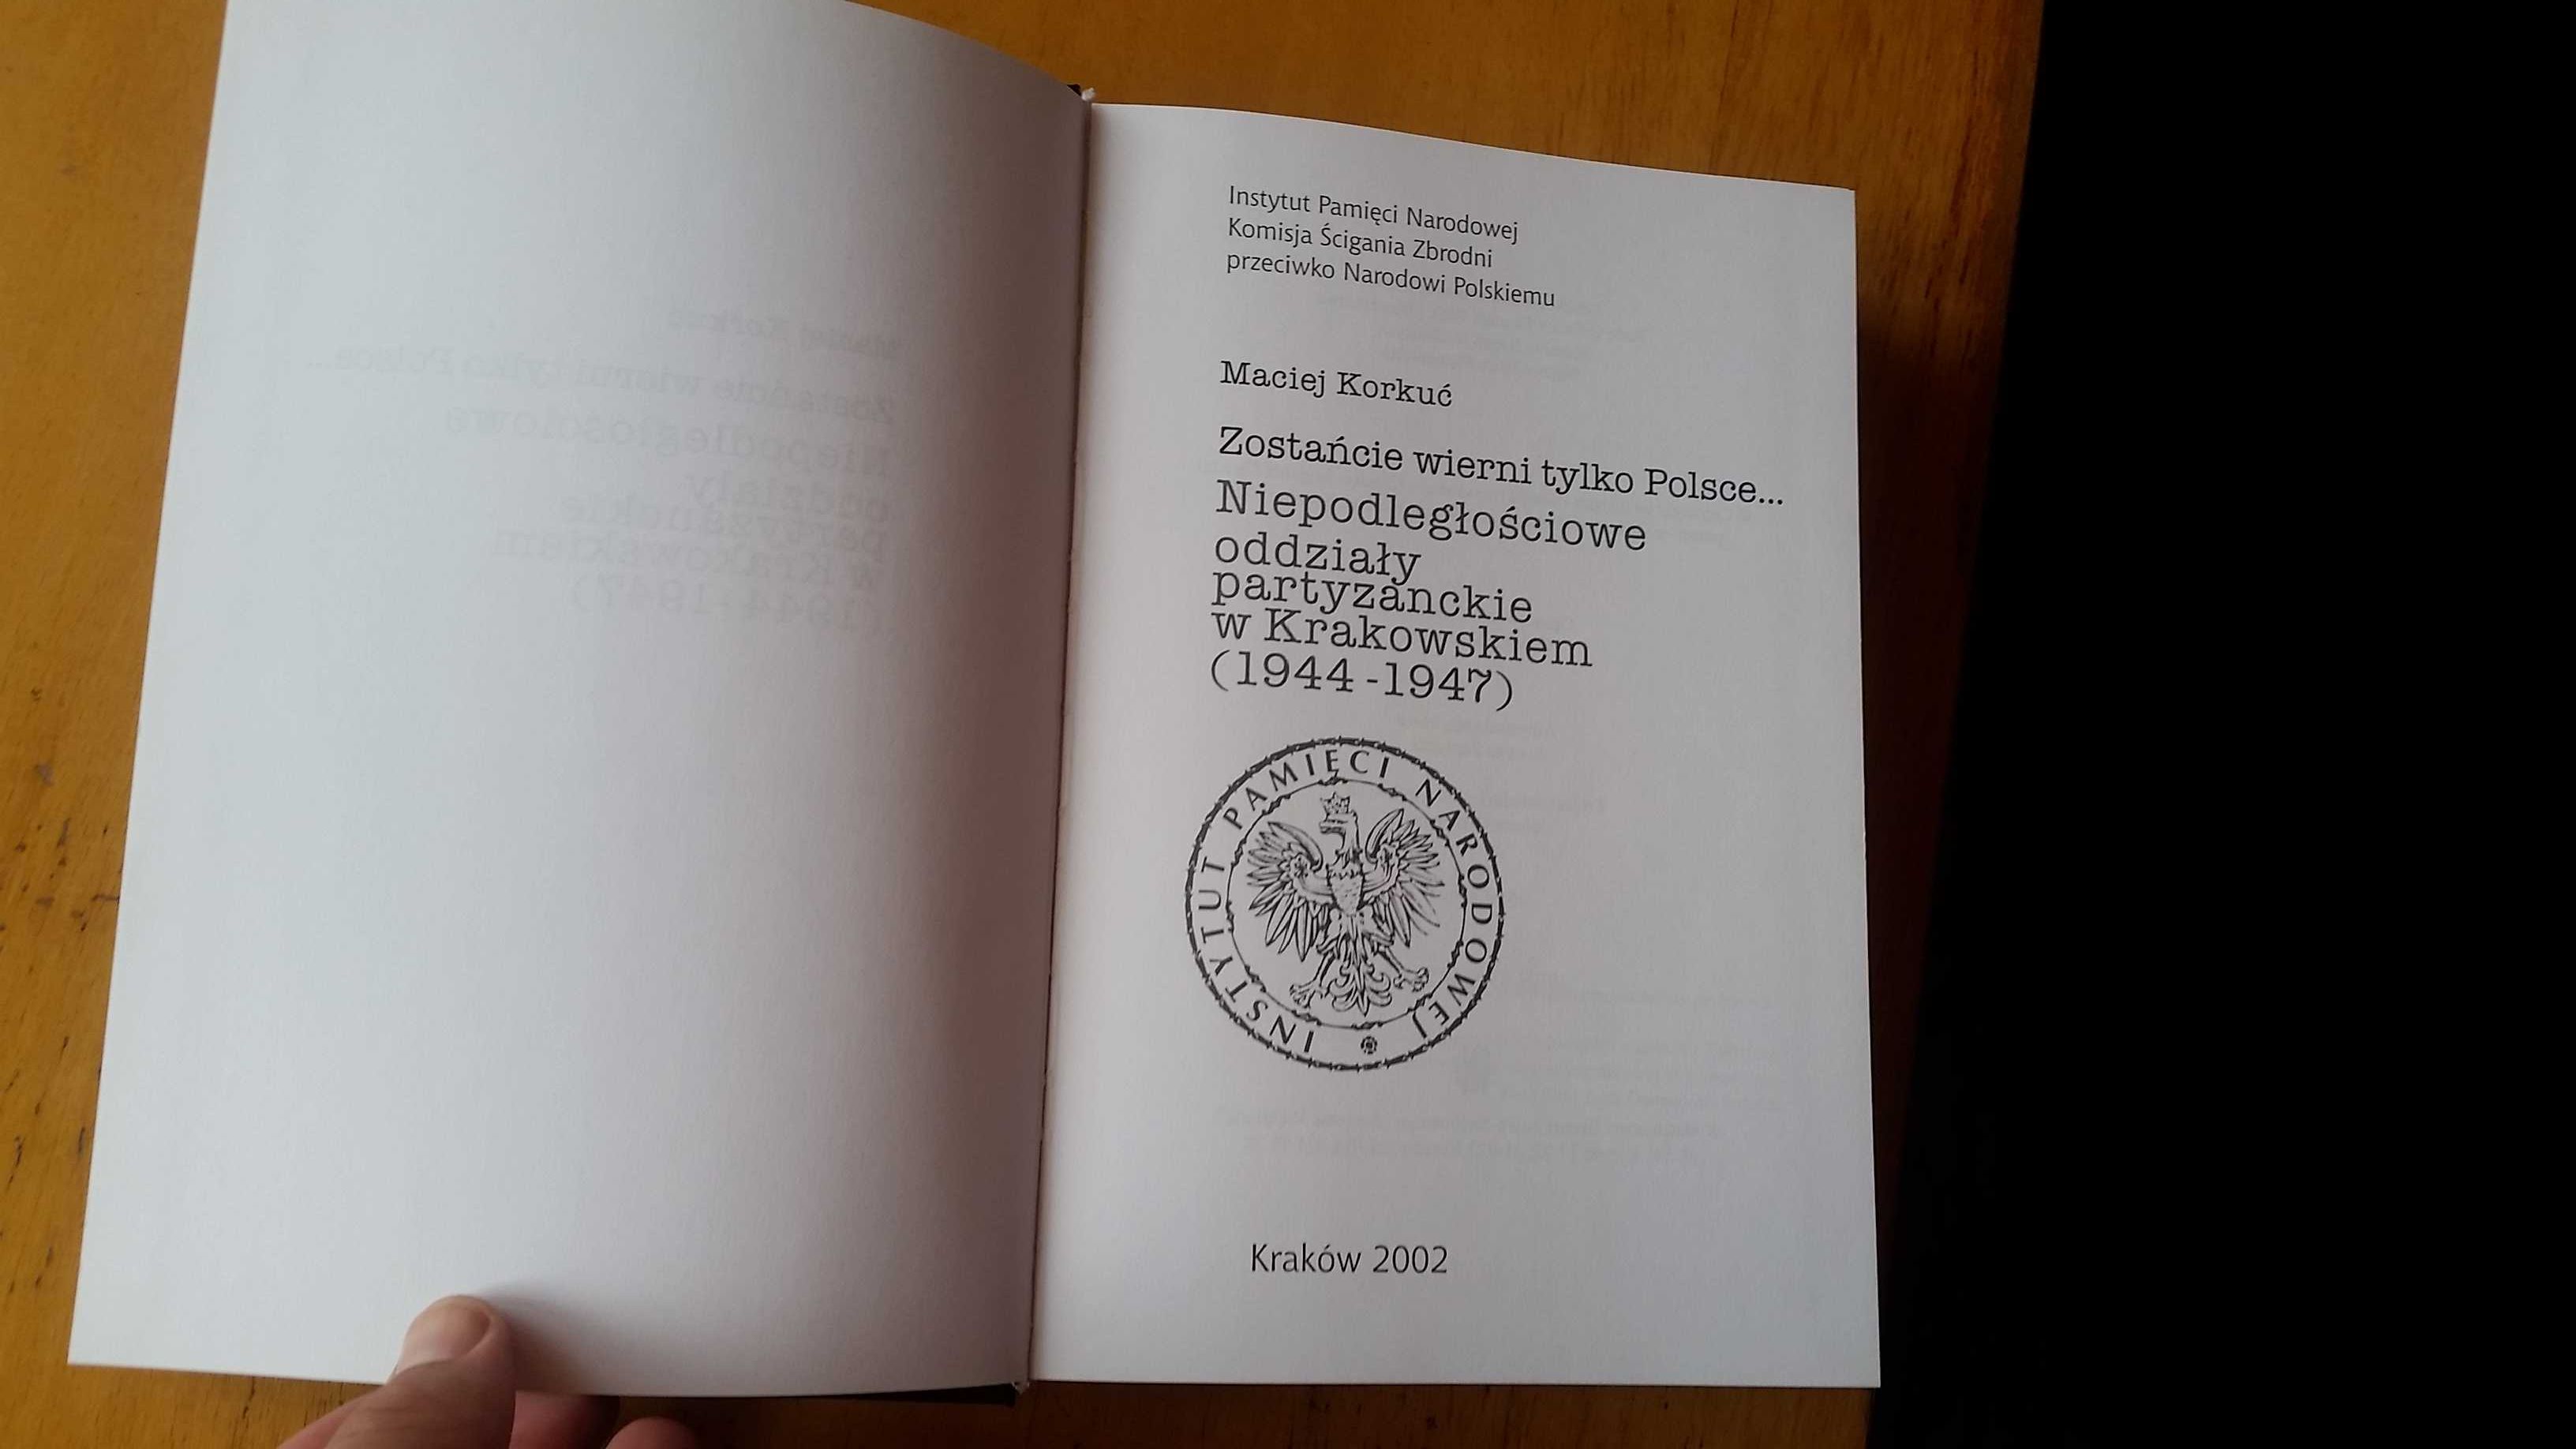 Instytut Pamięci Narodowej
Komisja Ścigania Zbrodni
przeciwko Narodowi Polskiemu
Maciej Korkuć
Zostańcie wierni tylko Polsce...
Niepodległościowe
oddziały
partyzanckie
w Krakowskiem
(1944-1947)
INSTYTUT PAMIĘCI NARODOWEJ
Kraków 2002